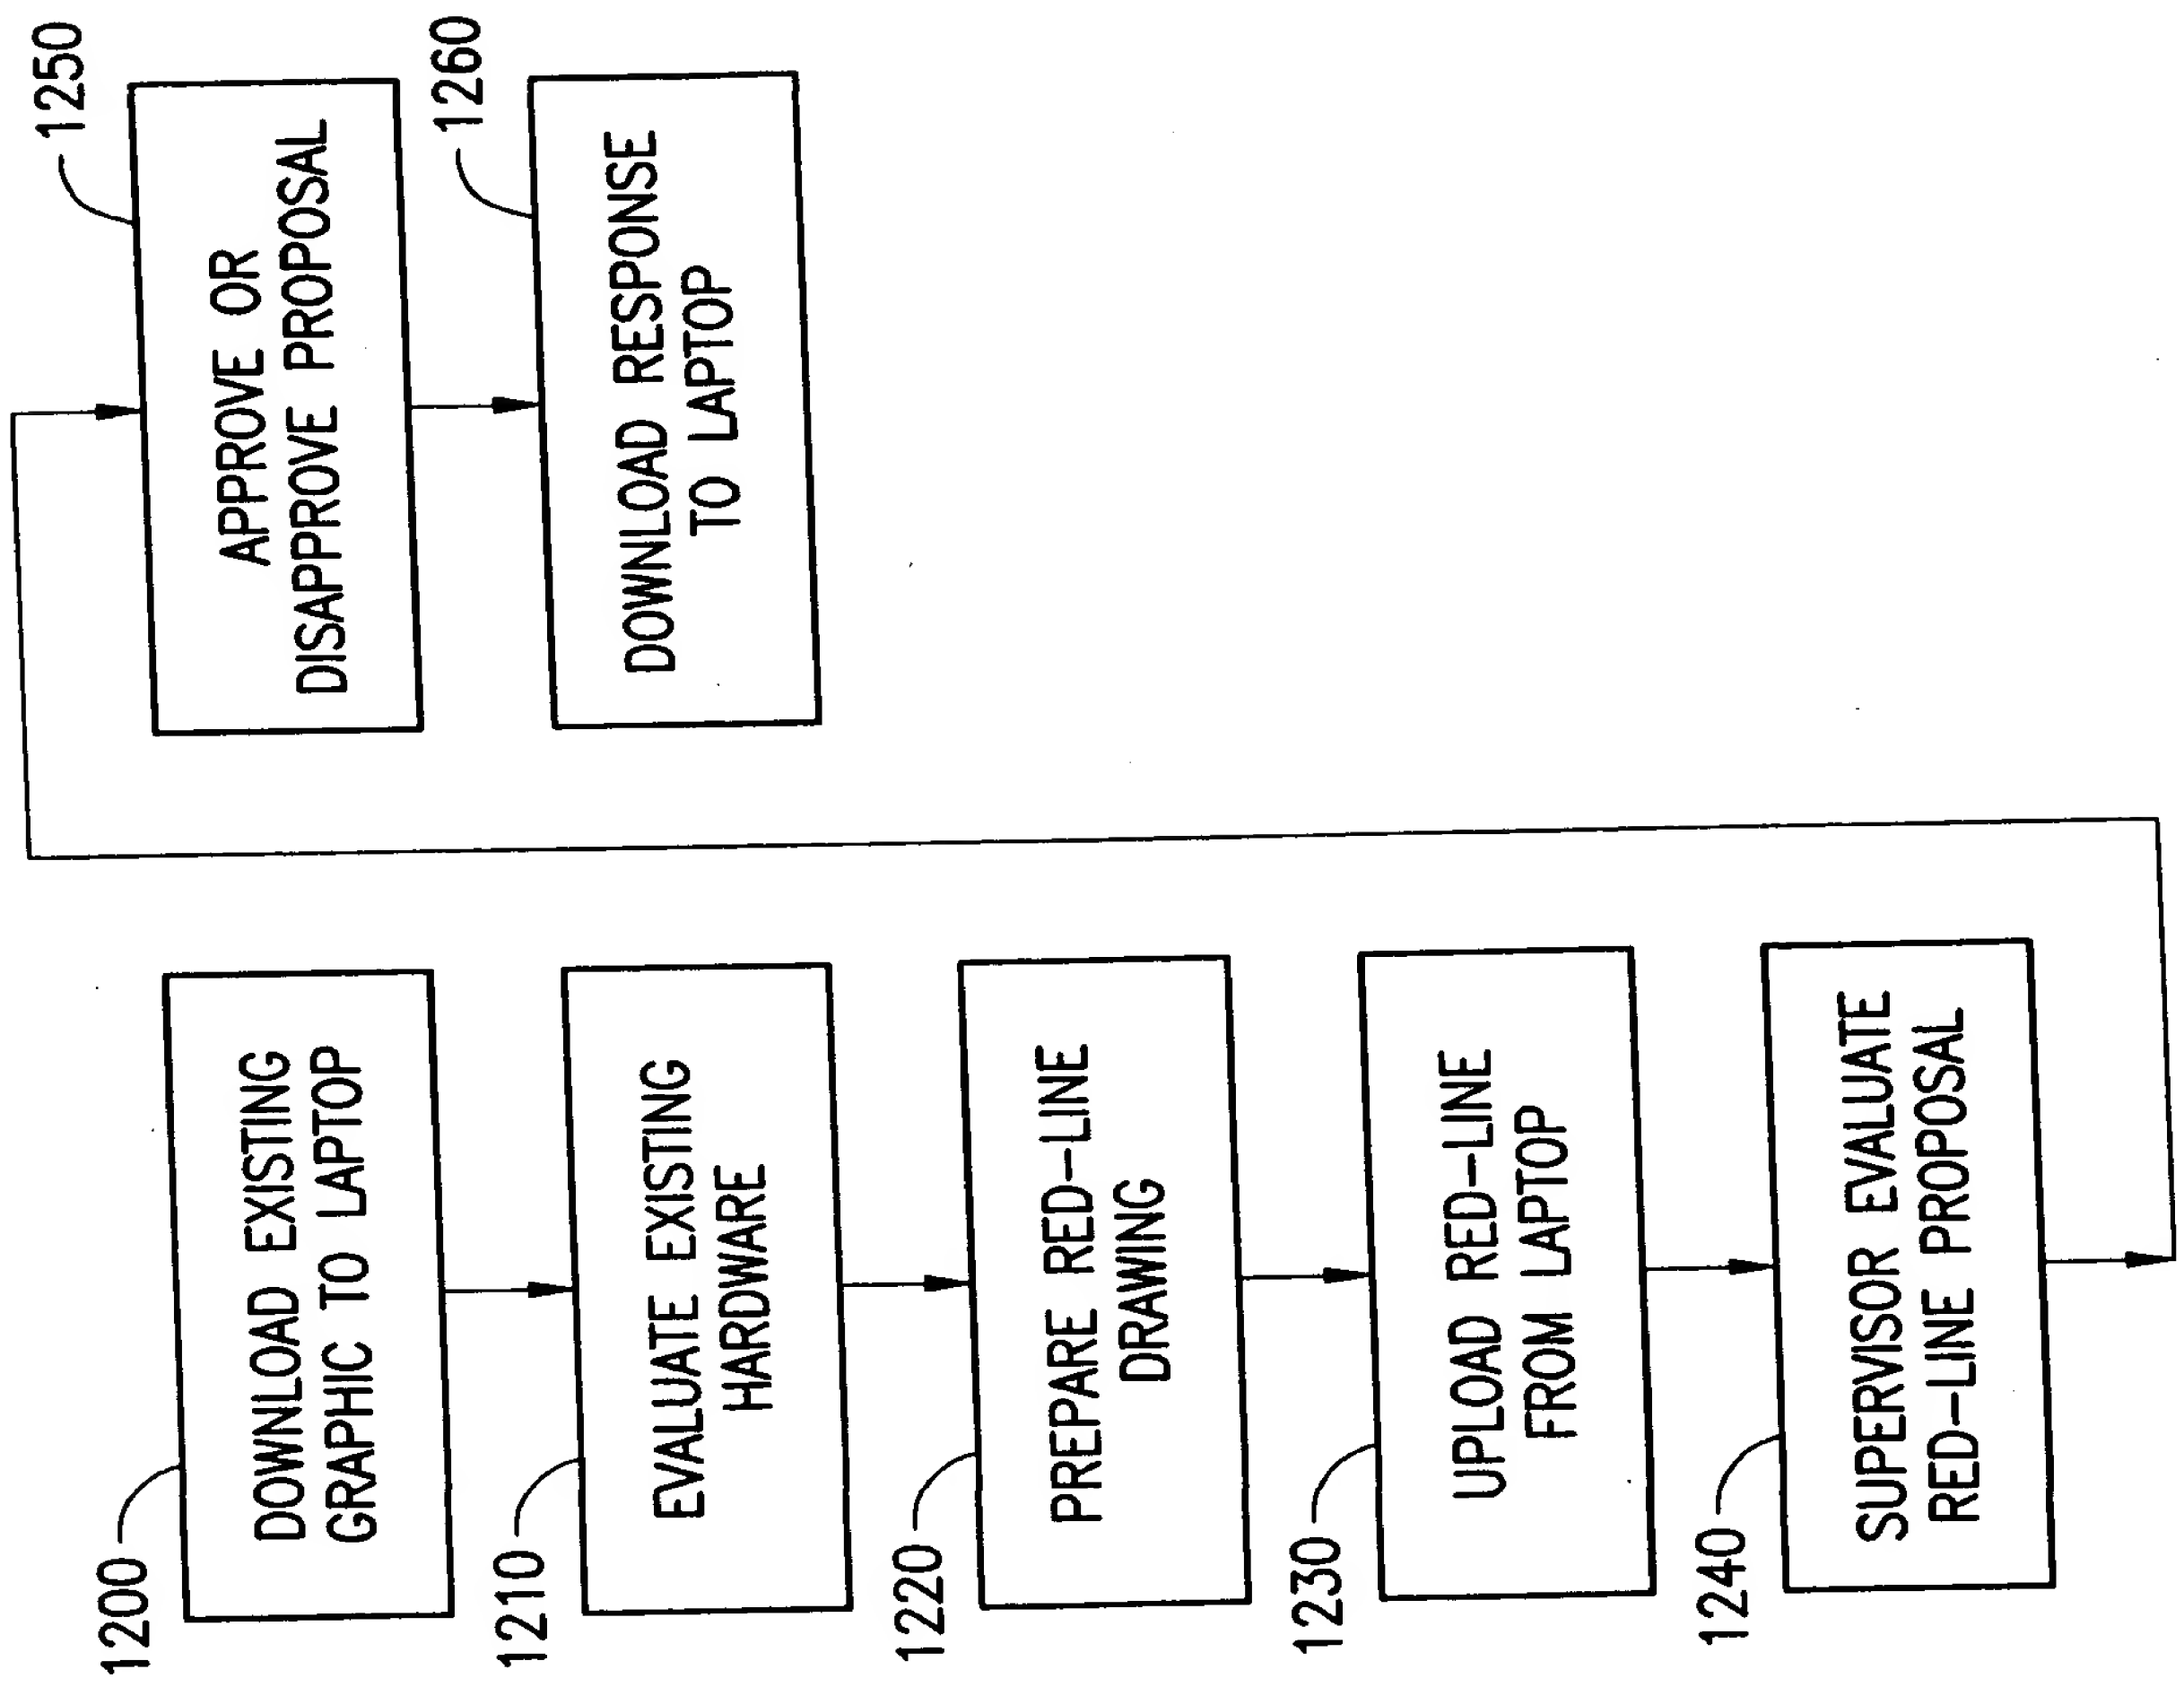 1200
DOWNLOAD EXISTING
GRAPHIC TO LAPTOP
1210
EVALUATE EXISTING
HARDWARE
1220
PREPARE RED-LINE
DRAWING
1230
UPLOAD RED-LINE
FROM LAPTOP
1240
SUPERVISOR EVALUATE
RED-LINE PROPOSAL
1250
APPROVE OR
DISAPPROVE PROPOSAL
1260
DOWNLOAD RESPONSE
TO LAPTOP